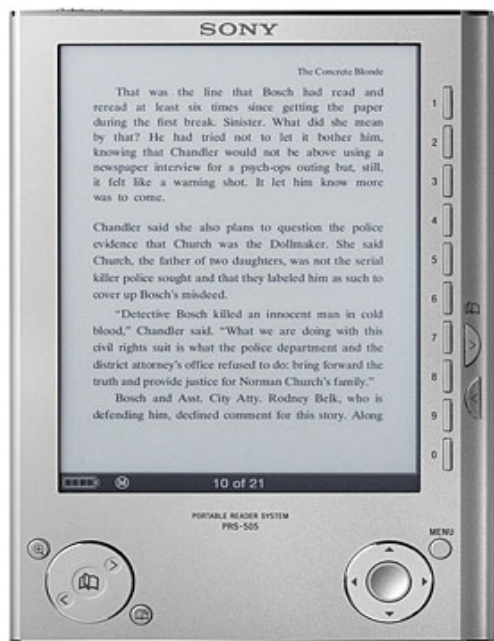 SONY
The Concrete Blonde
That was the line that Bosch had read and
reread at least six times since getting the paper
during the first break. Sinister. What did she mean
by that? He had tried not to let it bother him,
knowing that Chandler would not be above using a
newspaper interview for a psych-ops outing but, still,
it felt like a warning shot. It let him know more
was to come.
Chandler said she also plans to question the police
evidence that Church was the Dollmaker. She said
Church, the father of two daughters, was not the serial
killer police sought and that they labeled him as such to
cover up Bosch's misdeed.
"Detective Bosch killed an innocent man in cold
blood," Chandler said. "What we are doing with this
civil rights suit is what the police department and the
district attorney's office refused to do: bring forward the
truth and provide justice for Norman Church's family."
Bosch and Asst. City Atty. Rodney Belk, who is
defending him, declined comment for this story. Along
M
10 of 21
1
2
3
4
5
6
7
8
9
0
PORTABLE READER SYSTEM
PRS-505
MENU